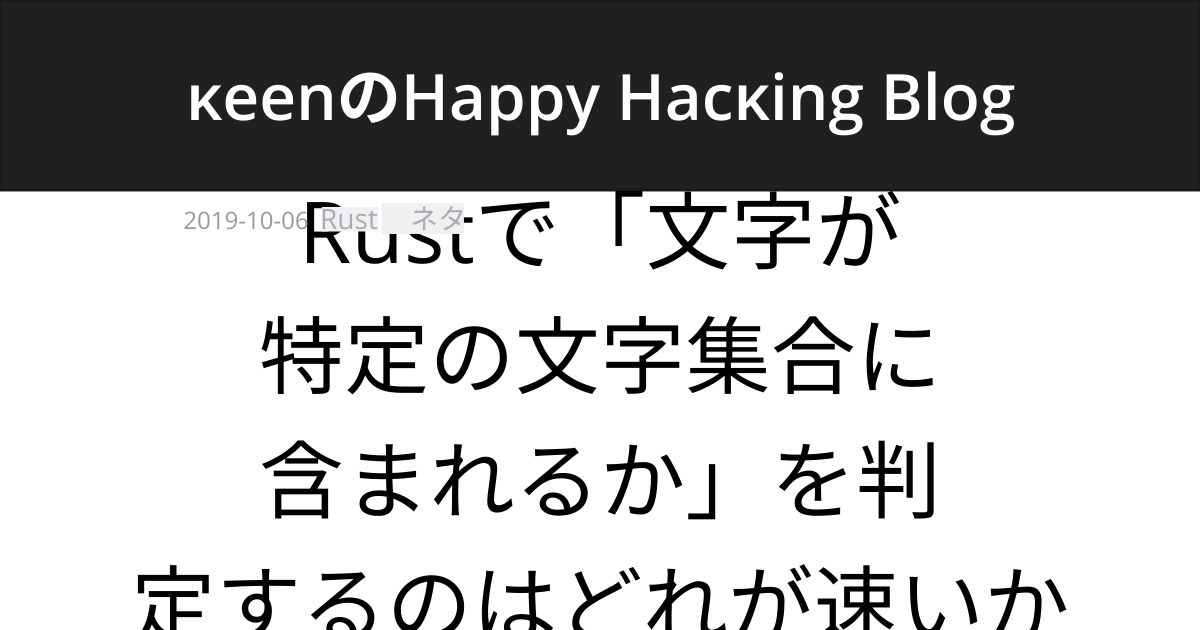 κeenのHappy Hacκing Blog
2019-10-06 Rust ネタ
Rustで「文字が
特定の文字集合に
含まれるか」を判
定するのはどれが速いか